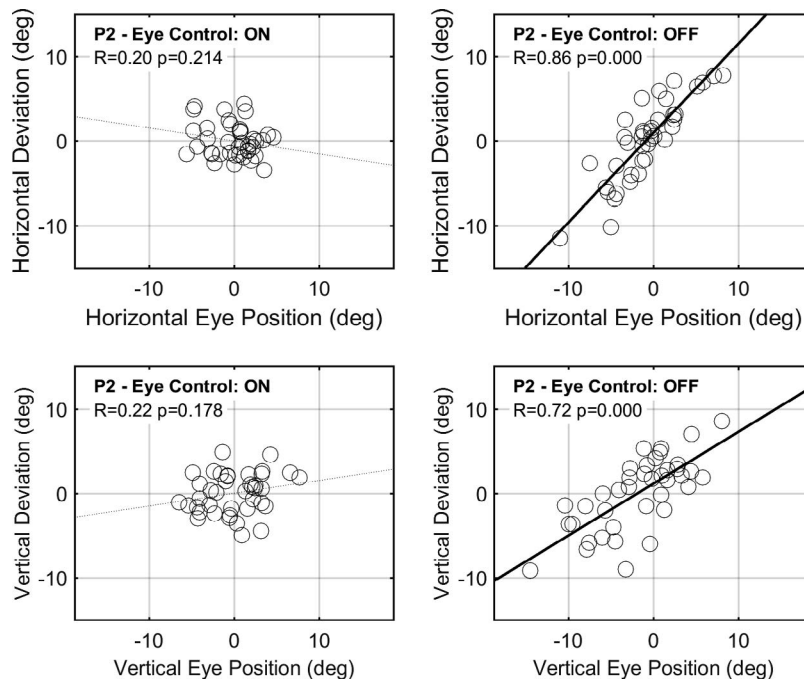 P2 - Eye Control: ON
R=0.20 p=0.214
10
0
-10
Horizontal Deviation (deg)
-10 0 10
Horizontal Eye Position (deg)
P2 - Eye Control: OFF
R=0.86 p=0.000
10
0
-10
Horizontal Deviation (deg)
-10 0 10
Horizontal Eye Position (deg)
P2 - Eye Control: ON
R=0.22 p=0.178
10
0
-10
Vertical Deviation (deg)
-10 0 10
Vertical Eye Position (deg)
P2 - Eye Control: OFF
R=0.72 p=0.000
10
0
-10
Vertical Deviation (deg)
-10 0 10
Vertical Eye Position (deg)